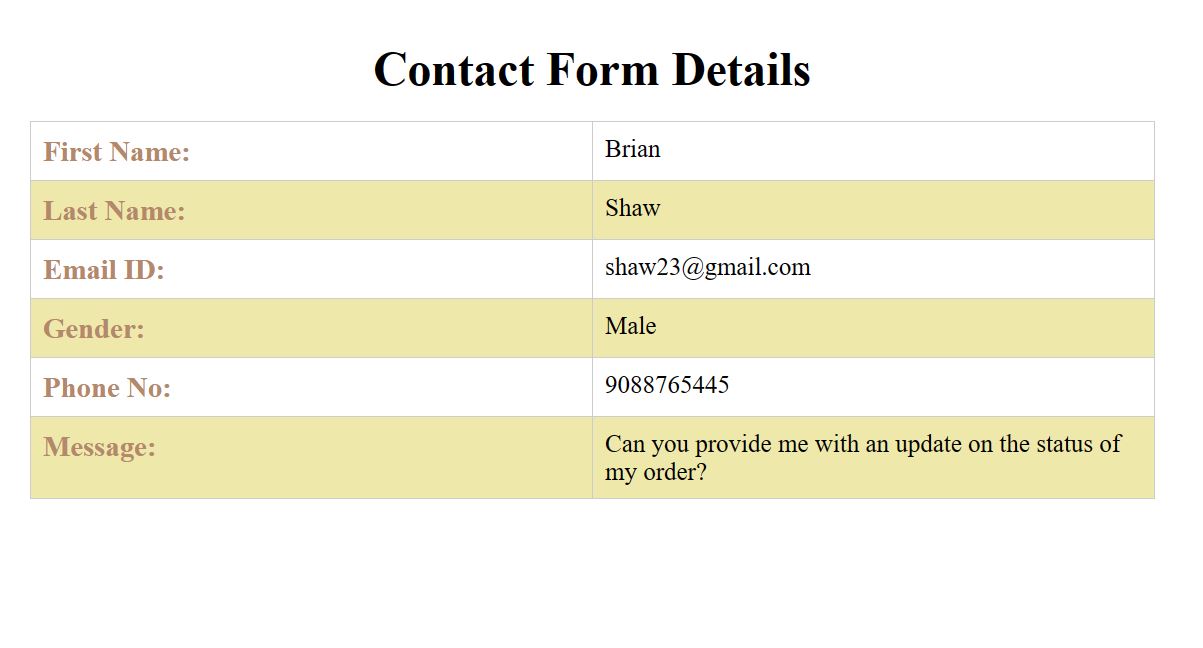 Contact Form Details
First Name: Brian
Last Name: Shaw
Email ID: shaw23@gmail.com
Gender: Male
Phone No: 9088765445
Message: Can you provide me with an update on the status of
my order?